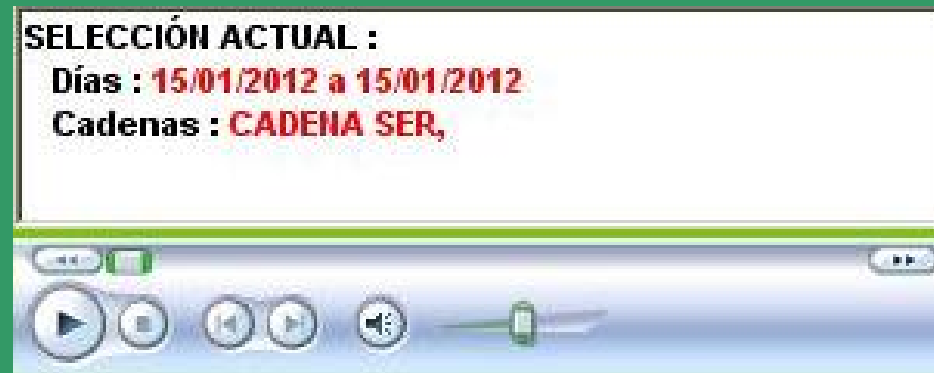 SELECCIÓN ACTUAL :
Días : 15/01/2012 a 15/01/2012
Cadenas : CADENA SER,